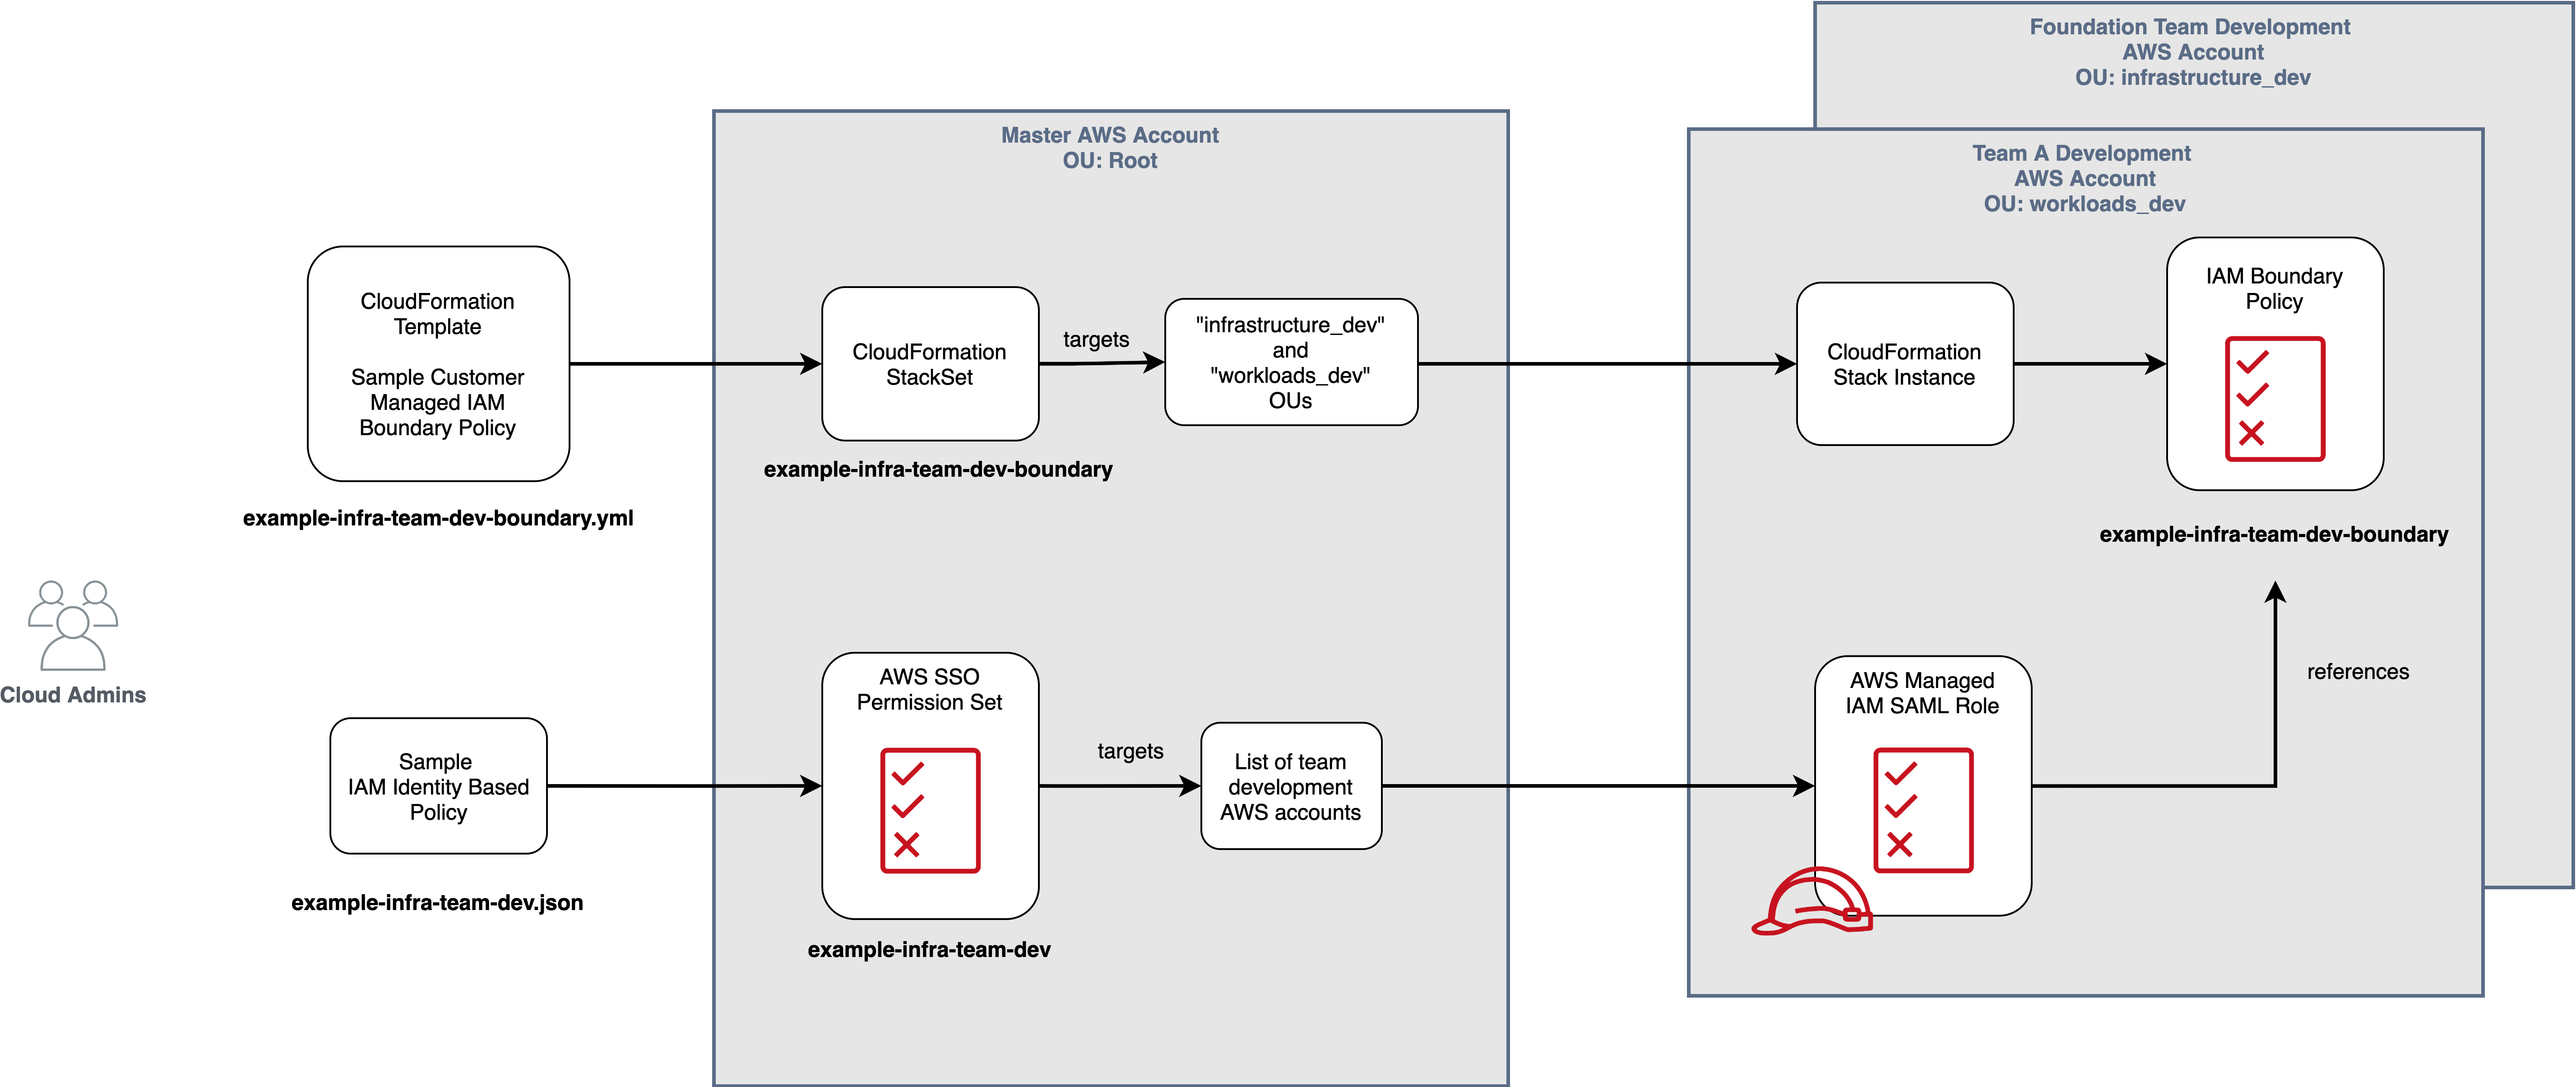 Foundation Team Development
AWS Account
OU: infrastructure_dev
Master AWS Account
OU: Root
Team A Development
AWS Account
OU: workloads_dev
CloudFormation
Template
Sample Customer
Managed IAM
Boundary Policy
example-infra-team-dev-boundary.yml
CloudFormation
StackSet
example-infra-team-dev-boundary
targets
"infrastructure_dev"
and
"workloads_dev"
OUs
CloudFormation
Stack Instance
IAM Boundary
Policy
example-infra-team-dev-boundary
Cloud Admins
Sample
IAM Identity Based
Policy
example-infra-team-dev.json
AWS SSO
Permission Set
example-infra-team-dev
targets
List of team
development
AWS accounts
AWS Managed
IAM SAML Role
references